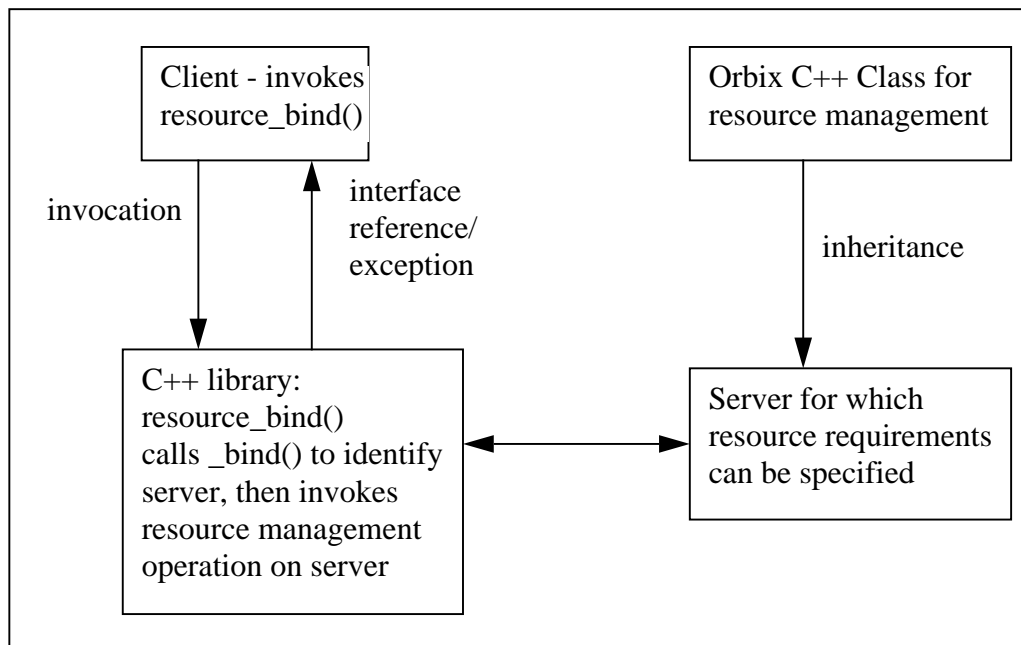 Client - invokes
resource_bind()
Orbix C++ Class for
resource management
invocation
interface
reference/
exception
inheritance
C++ library:
resource_bind()
calls _bind() to identify
server, then invokes
resource management
operation on server
Server for which
resource requirements
can be specified